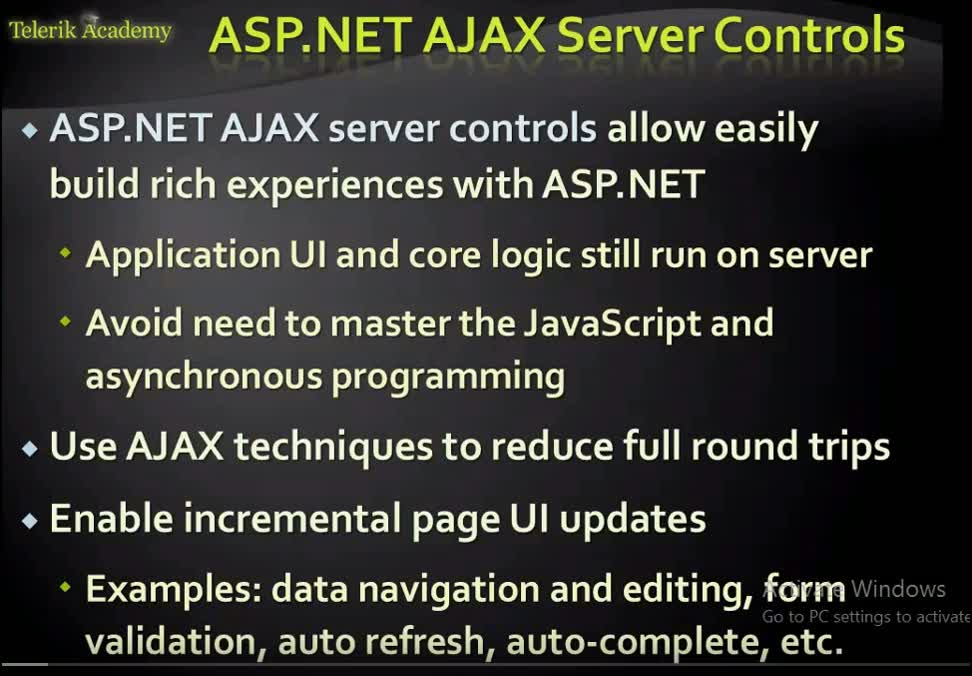 Telerik Academy
ASP.NET AJAX Server Controls
ASP.NET AJAX server controls allow easily
build rich experiences with ASP.NET
Application UI and core logic still run on server
Avoid need to master the JavaScript and
asynchronous programming
Use AJAX techniques to reduce full round trips
Enable incremental page UI updates
Examples: data navigation and editing, form
validation, auto refresh, auto-complete, etc.
Activate Windows
Go to PC settings to activate